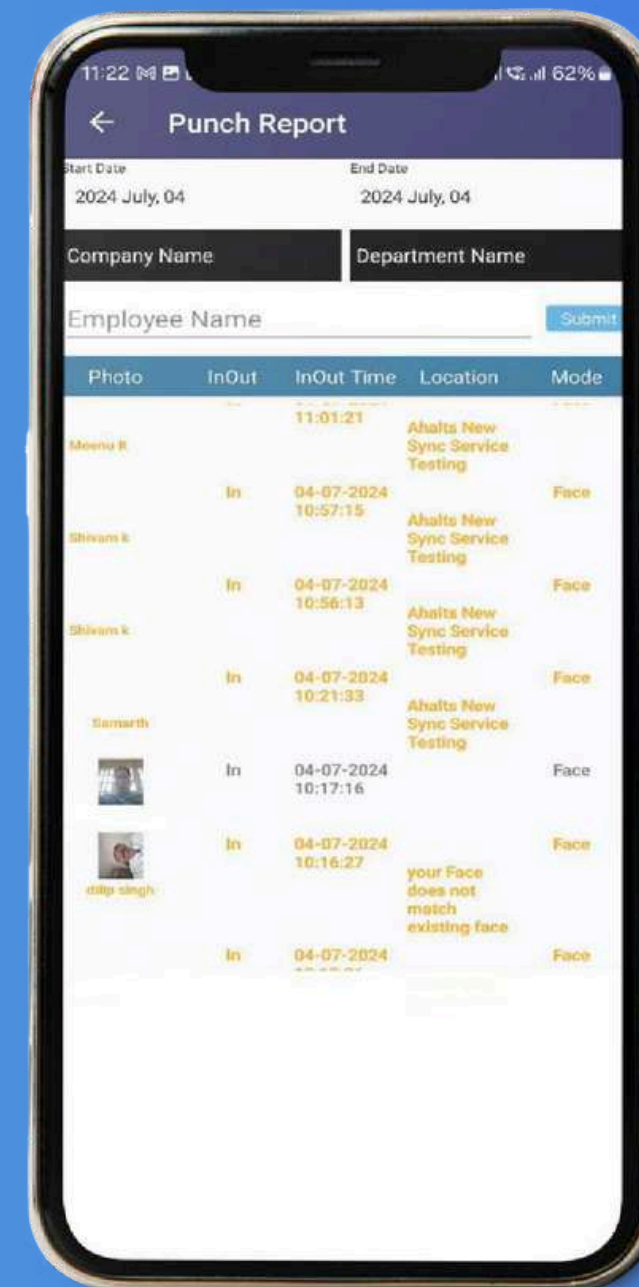 11:22 62%
Punch Report
Start Date End Date
2024 July, 04 2024 July, 04
Company Name Department Name
Employee Name Submit
Photo InOut InOut Time Location Mode
11:01:21
Ahalts New
Meenu R Sync Service
Testing
In 04-07-2024 Face
10:57:15
Ahalts New
Shivam k Sync Service
Testing
In 04-07-2024 Face
10:56:13
Ahalts New
Shivam k Sync Service
Testing
In 04-07-2024 Face
10:21:33
Ahalts New
Samarth Sync Service
Testing
In 04-07-2024 Face
10:17:16
In 04-07-2024 Face
10:16:27
your Face
dilip singh does not
match
existing face
In 04-07-2024 Face